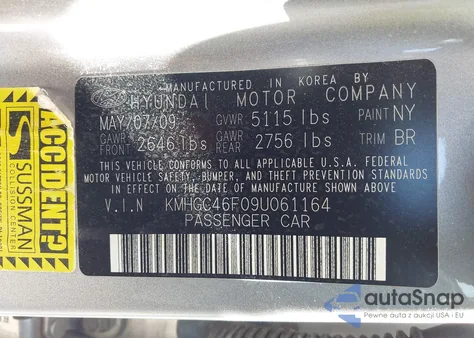 MANUFACTURED IN KOREA BY
HYUNDAI MOTOR COMPANY
MAY/07/09 GVWR 5115 lbs PAINT NY
GAWR FRONT 2646 lbs GAWR REAR 2756 lbs TRIM BR
THIS VEHICLE CONFORMS TO ALL APPLICABLE U.S.A. FEDERAL
MOTOR VEHICLE SAFETY, BUMPER, AND THEFT PREVENTION STANDARDS
IN EFFECT ON THE DATE OF MANUFACTURE SHOWN ABOVE.
V.I.N KMHGC46F09U061164
PASSENGER CAR
ACCIDENT?
S
SUSSMAN
COLLISION CENTER
autoSnap
Pewne auta z aukcji USA i EU